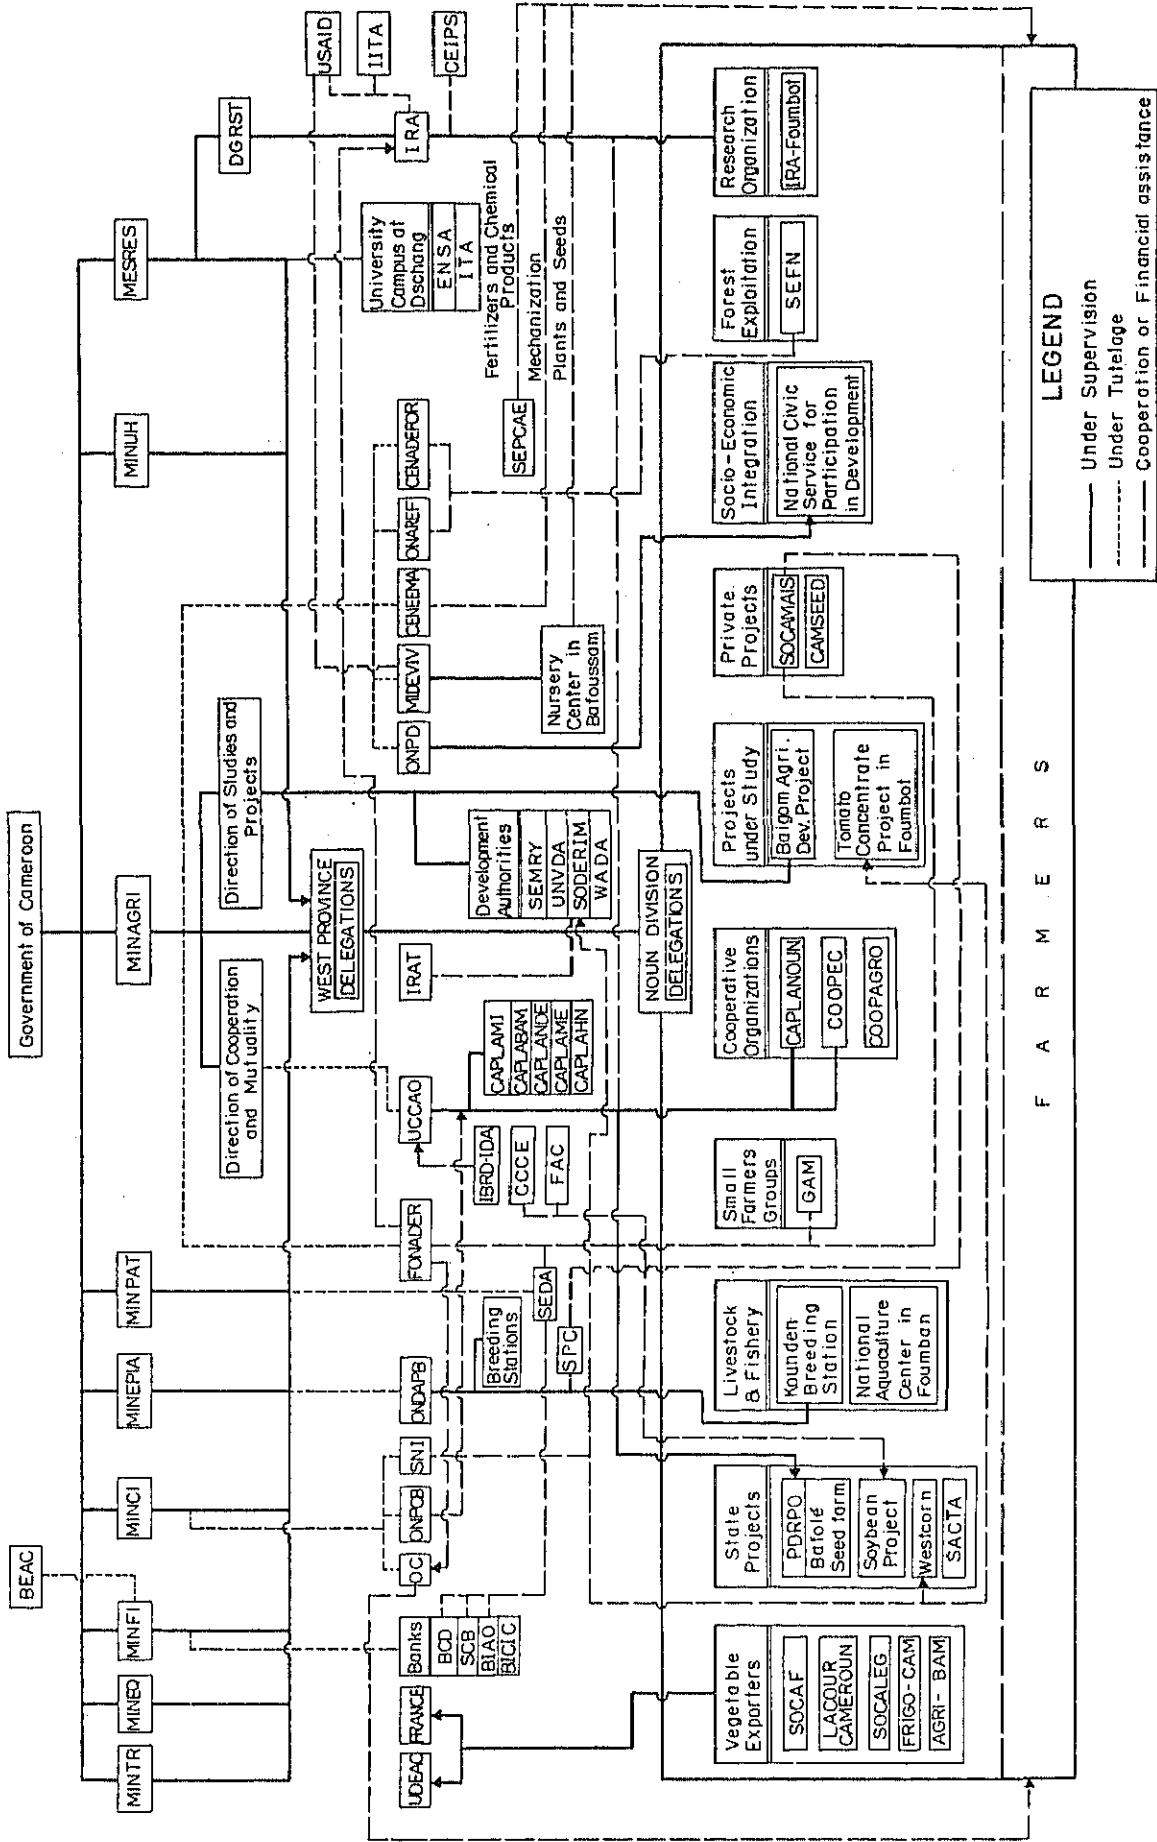 Government of Cameroon
BEAC
MINTR
MINEQ
MINFI
MINCI
MINEPIA
MINPAT
MINAGRI
MINUH
MESRES
Direction of Cooperation
and Mutuality
Direction of Studies and
Projects
DGRST
USAID
IITA
CEIPS
WEST PROVINCE
DELEGATIONS
University
Campus at
Dschang
ENSA
ITA
IRA
UDEAC
FRANCE
Banks
BCD
SCB
BIAO
BICIC
OC
ONPCB
SNI
ONDAPB
FONADER
UCCAO
IRAT
ONPD
MIDEVIV
CENEEMA
ONAREF
CENADEFOR
Fertilizers and Chemical
Products
Mechanization
Plants and Seeds
SEPCAE
Breeding
Stations
SEDA
SPC
IBRD-IDA
CCCE
FAC
CAPLAMI
CAPLABAM
CAPLANDE
CAPLAME
CAPLAHN
Development
Authorities
SEMRY
UNVDA
SODERIM
WADA
Nursery
Center in
Bafoussam
NOUN DIVISION
DELEGATIONS
Vegetable
Exporters
SOCAF
LACOUR
CAMEROUN
SOCALEG
FRIGO-CAM
AGRI-BAM
State
Projects
PDRPO
Bafolé
Seed farm
Soybean
Project
Westcorn
SACTA
Livestock
& Fishery
Kounden
Breeding
Station
National
Aquaculture
Center in
Foumban
Small
Farmers
Groups
GAM
Cooperative
Organizations
CAPLANOUN
COOPEC
COOPAGRO
Projects
under Study
Baigom Agri.
Dev. Project
Tomato
Concentrate
Project in
Foumbot
Private
Projects
SOCAMAIS
CAMSEED
Socio-Economic
Integration
National Civic
Service for
Participation
in Development
Forest
Exploitation
SEFN
Research
Organization
IRA-Foumbot
FARMERS
LEGEND
Under Supervision
Under Tutelage
Cooperation or Financial assistance